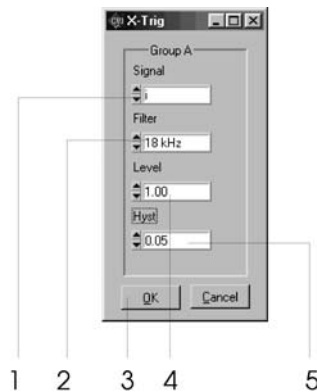 X-Trig
Group A
Signal
i
Filter
18 kHz
Level
1.00
Hyst
0.05
OK Cancel
1 2 3 4 5